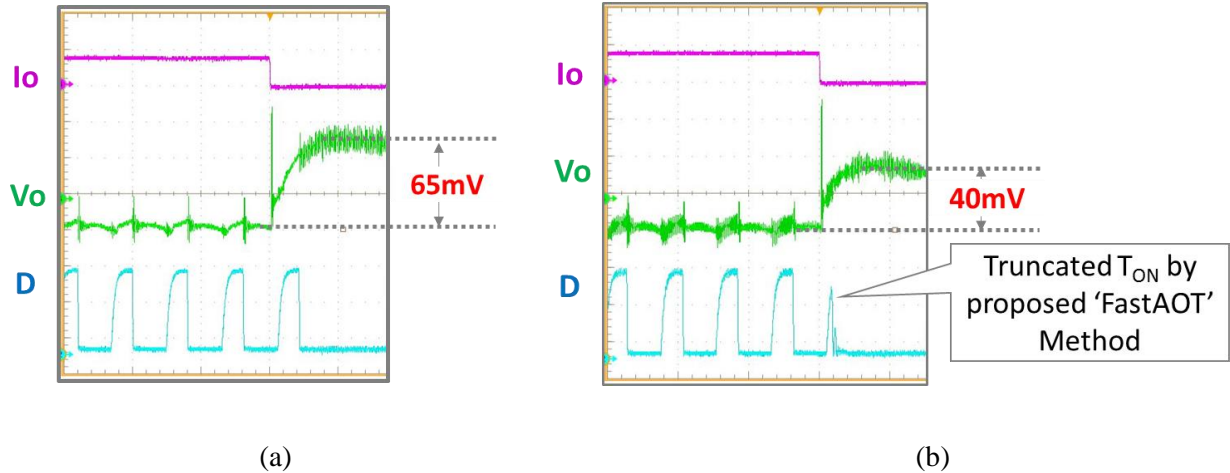 Io
Vo
D
65mV
(a)
Io
Vo
D
40mV
Truncated TON by
proposed ‘FastAOT’
Method
(b)